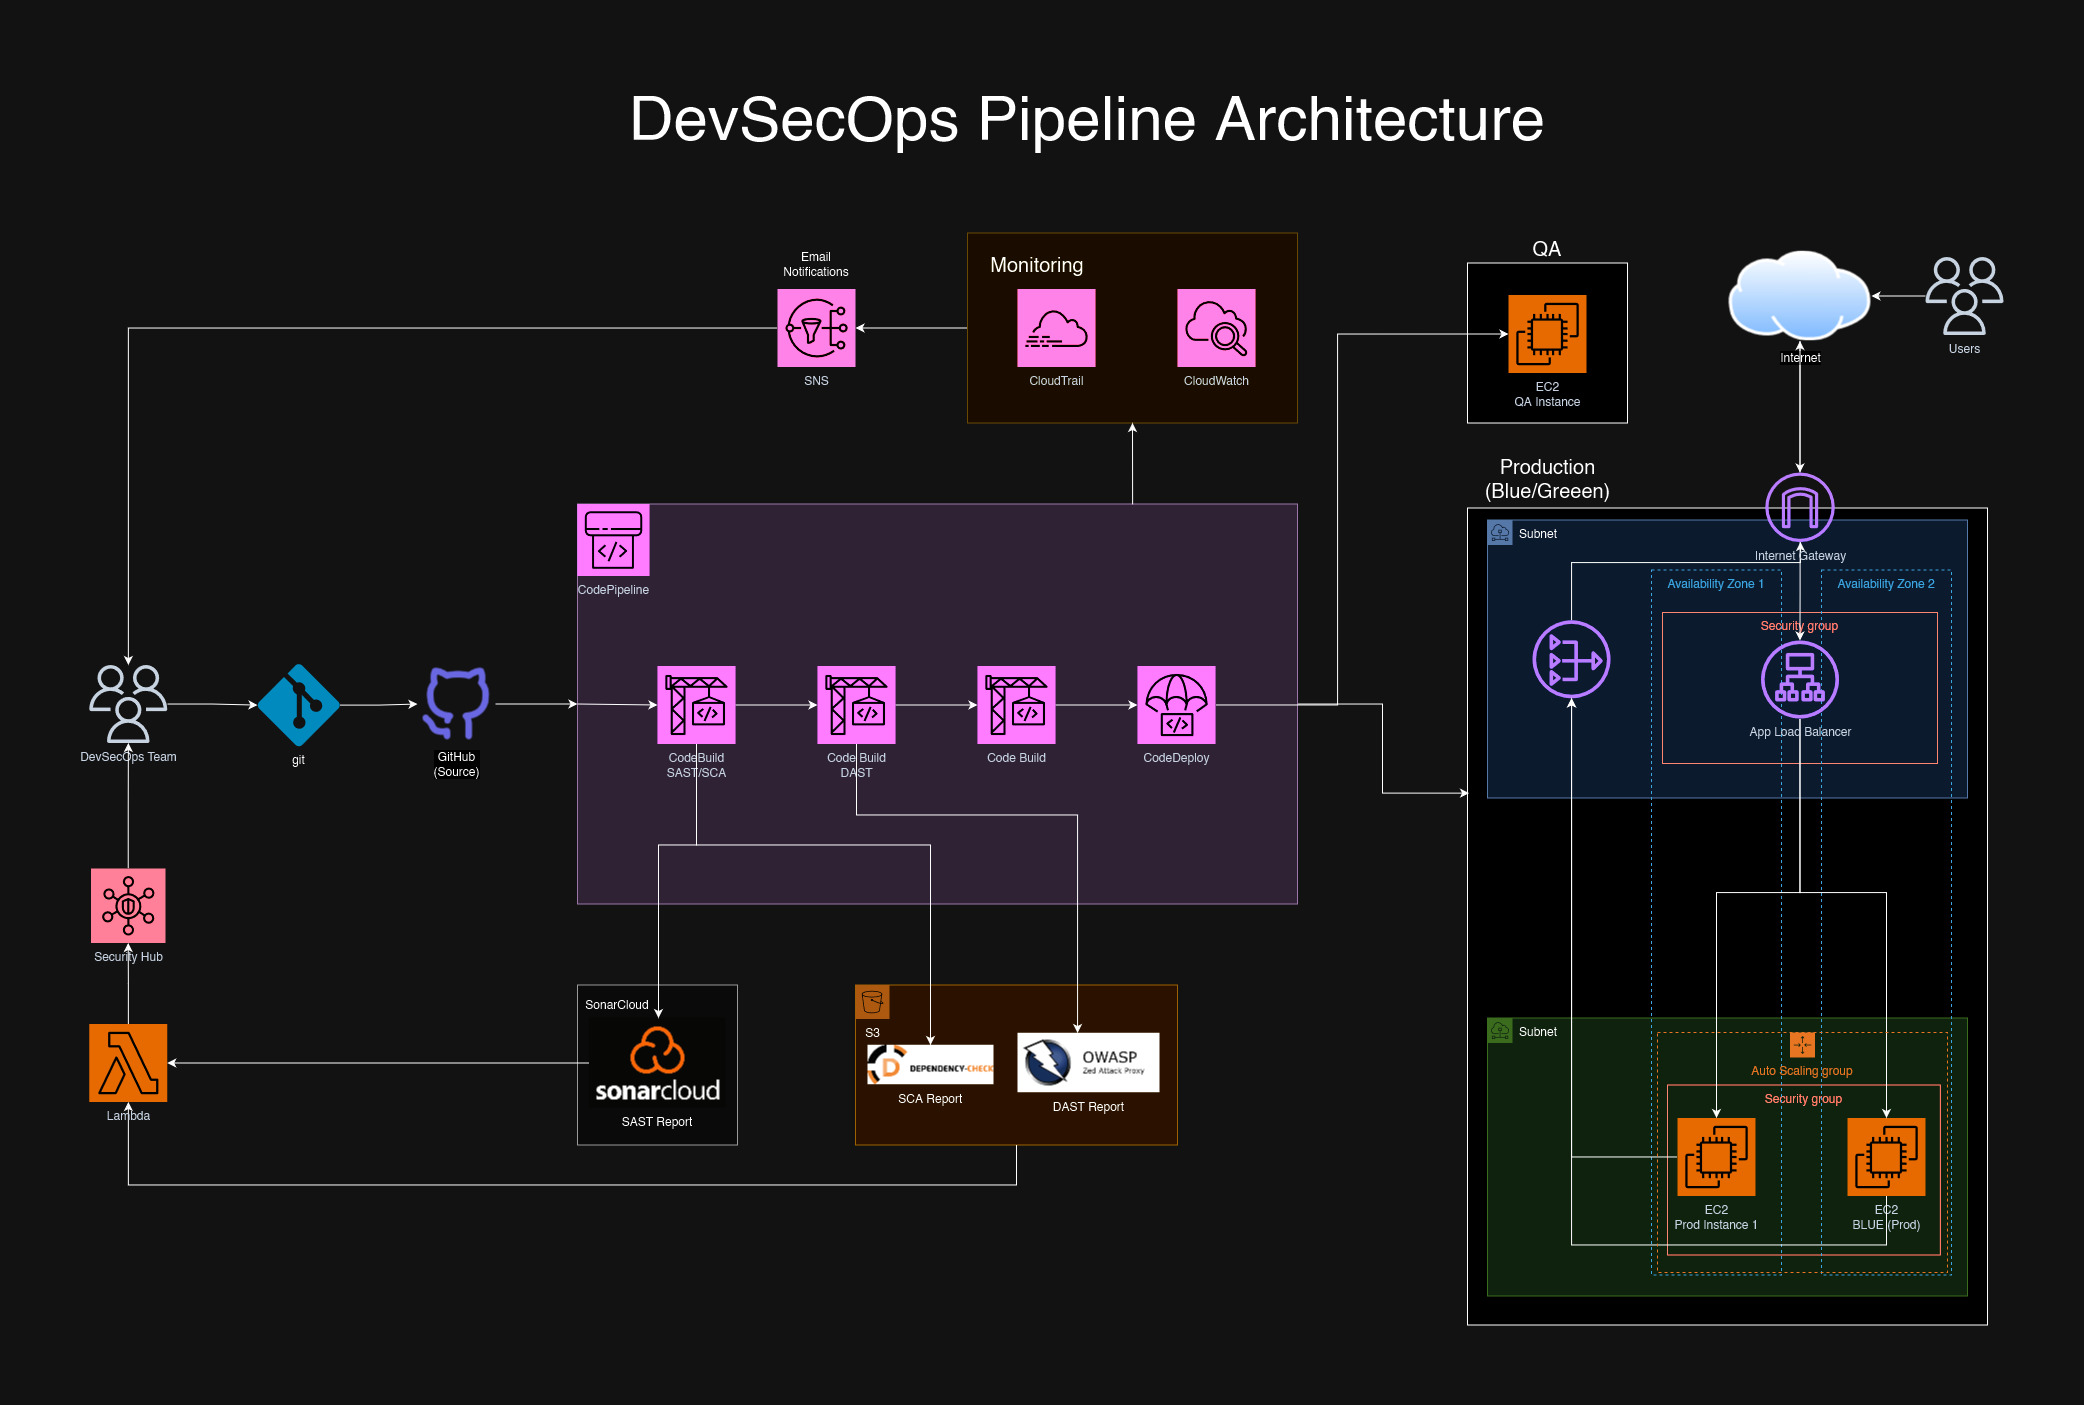 DevSecOps Pipeline Architecture
Email
Notifications
SNS
Monitoring
CloudTrail
CloudWatch
QA
EC2
QA Instance
Internet
Users
Production
(Blue/Greeen)
CodePipeline
Subnet
Internet Gateway
Availability Zone 1
Availability Zone 2
Security group
App Load Balancer
DevSecOps Team
git
GitHub
(Source)
CodeBuild
SAST/SCA
Code Build
DAST
Code Build
CodeDeploy
Security Hub
Lambda
SonarCloud
sonarcloud
SAST Report
S3
DEPENDENCY-CHECK
SCA Report
OWASP
Zed Attack Proxy
DAST Report
Subnet
Auto Scaling group
Security group
EC2
Prod Instance 1
EC2
BLUE (Prod)